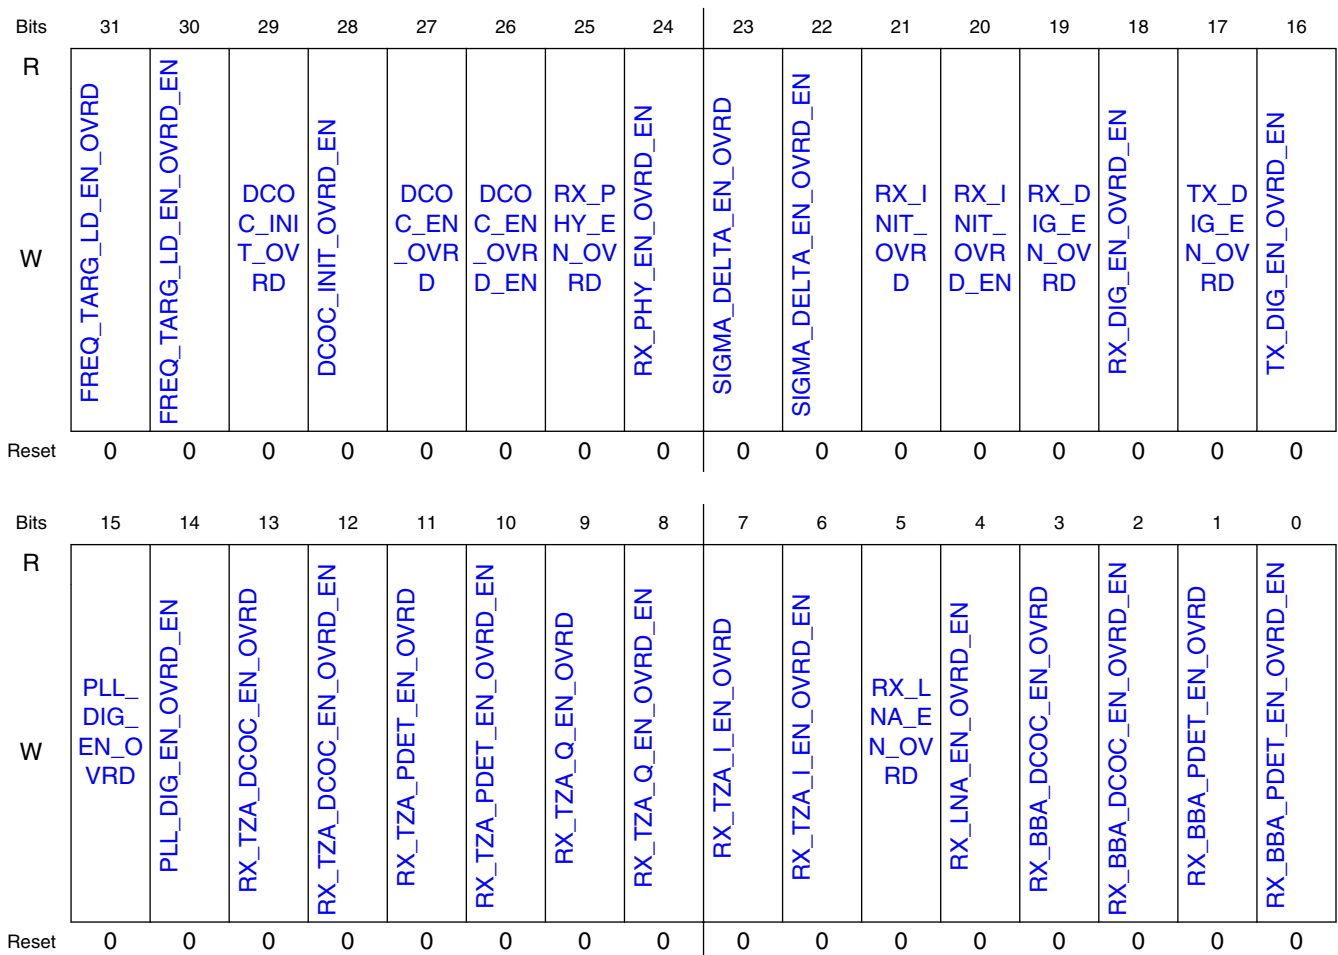 Bits 31 30 29 28 27 26 25 24 23 22 21 20 19 18 17 16
R
W
FREQ_TARG_LD_EN_OVRD
FREQ_TARG_LD_EN_OVRD_EN
DCO
C_INI
T_OV
RD
DCOC_INIT_OVRD_EN
DCO
C_EN
_OVR
D
DCO
C_EN
_OVR
D_EN
RX_P
HY_E
N_OV
RD
RX_PHY_EN_OVRD_EN
SIGMA_DELTA_EN_OVRD
SIGMA_DELTA_EN_OVRD_EN
RX_I
NIT_
OVR
D
RX_I
NIT_
OVR
D_EN
RX_D
IG_E
N_OV
RD
RX_DIG_EN_OVRD_EN
TX_D
IG_E
N_OV
RD
TX_DIG_EN_OVRD_EN
Reset 0 0 0 0 0 0 0 0 0 0 0 0 0 0 0 0
Bits 15 14 13 12 11 10 9 8 7 6 5 4 3 2 1 0
R
W
PLL_
DIG_
EN_O
VRD
PLL_DIG_EN_OVRD_EN
RX_TZA_DCOC_EN_OVRD
RX_TZA_DCOC_EN_OVRD_EN
RX_TZA_PDET_EN_OVRD
RX_TZA_PDET_EN_OVRD_EN
RX_TZA_Q_EN_OVRD
RX_TZA_Q_EN_OVRD_EN
RX_TZA_I_EN_OVRD
RX_TZA_I_EN_OVRD_EN
RX_L
NA_E
N_OV
RD
RX_LNA_EN_OVRD_EN
RX_BBA_DCOC_EN_OVRD
RX_BBA_DCOC_EN_OVRD_EN
RX_BBA_PDET_EN_OVRD
RX_BBA_PDET_EN_OVRD_EN
Reset 0 0 0 0 0 0 0 0 0 0 0 0 0 0 0 0